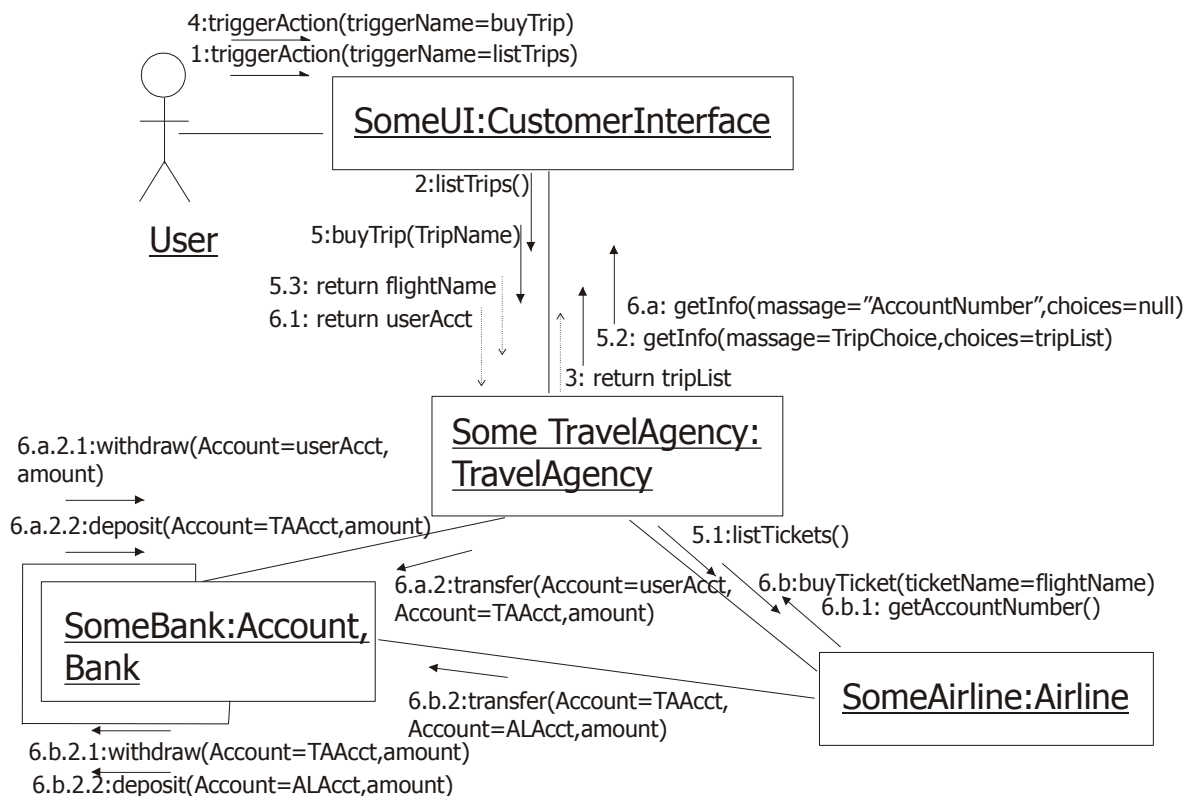 4:triggerAction(triggerName=buyTrip)
1:triggerAction(triggerName=listTrips)
SomeUI:CustomerInterface
User
2:listTrips()
5:buyTrip(TripName)
5.3: return flightName
6.1: return userAcct
6.a: getInfo(massage=”AccountNumber”,choices=null)
5.2: getInfo(massage=TripChoice,choices=tripList)
3: return tripList
Some TravelAgency:
TravelAgency
6.a.2.1:withdraw(Account=userAcct,
amount)
6.a.2.2:deposit(Account=TAAcct,amount)
5.1:listTickets()
6.a.2:transfer(Account=userAcct,
Account=TAAcct,amount)
6.b:buyTicket(ticketName=flightName)
6.b.1: getAccountNumber()
SomeBank:Account,
Bank
SomeAirline:Airline
6.b.2:transfer(Account=TAAcct,
Account=ALAcct,amount)
6.b.2.1:withdraw(Account=TAAcct,amount)
6.b.2.2:deposit(Account=ALAcct,amount)